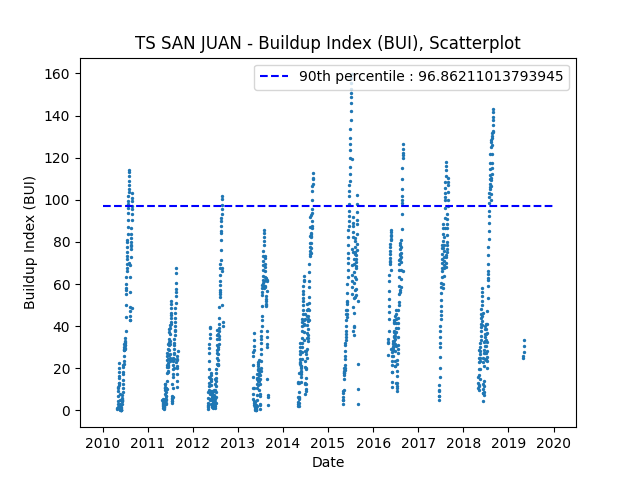 TS SAN JUAN - Buildup Index (BUI), Scatterplot
90th percentile : 96.86211013793945
160
140
120
100
80
60
40
20
0
Buildup Index (BUI)
2010 2011 2012 2013 2014 2015 2016 2017 2018 2019 2020
Date